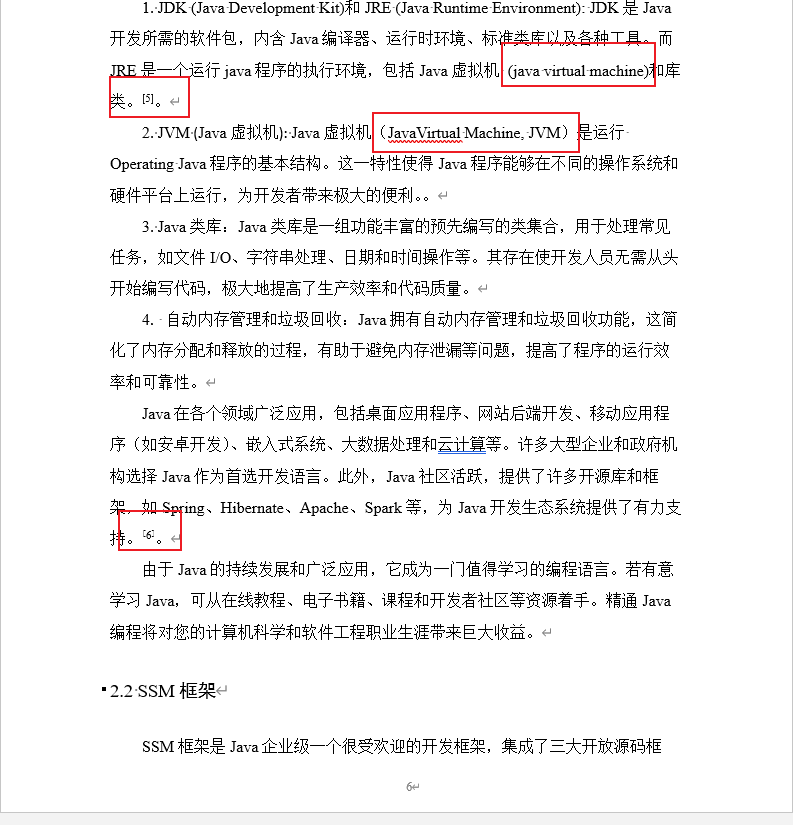 1. JDK (Java Development Kit)和 JRE (Java Runtime Environment): JDK 是 Java
开发所需的软件包，内含 Java 编译器、运行时环境、标准类库以及各种工具。而
JRE 是一个运行 java 程序的执行环境，包括 Java 虚拟机 (java virtual machine)和库
类。[5]。
2. JVM (Java 虚拟机): Java 虚拟机（JavaVirtual Machine, JVM）是运行
Operating Java 程序的基本结构。这一特性使得 Java 程序能够在不同的操作系统和
硬件平台上运行，为开发者带来极大的便利。。
3. Java 类库：Java 类库是一组功能丰富的预先编写的类集合，用于处理常见
任务，如文件 I/O、字符串处理、日期和时间操作等。其存在使开发人员无需从头
开始编写代码，极大地提高了生产效率和代码质量。
4. 自动内存管理和垃圾回收：Java 拥有自动内存管理和垃圾回收功能，这简
化了内存分配和释放的过程，有助于避免内存泄漏等问题，提高了程序的运行效
率和可靠性。
Java 在各个领域广泛应用，包括桌面应用程序、网站后端开发、移动应用程
序（如安卓开发）、嵌入式系统、大数据处理和云计算等。许多大型企业和政府机
构选择 Java 作为首选开发语言。此外，Java 社区活跃，提供了许多开源库和框
架，如 Spring、Hibernate、Apache、Spark 等，为 Java 开发生态系统提供了有力支
持。[6]。
由于 Java 的持续发展和广泛应用，它成为一门值得学习的编程语言。若有意
学习 Java，可从在线教程、电子书籍、课程和开发者社区等资源着手。精通 Java
编程将对您的计算机科学和软件工程职业生涯带来巨大收益。
2.2 SSM 框架
SSM 框架是 Java 企业级一个很受欢迎的开发框架，集成了三大开放源码框
6